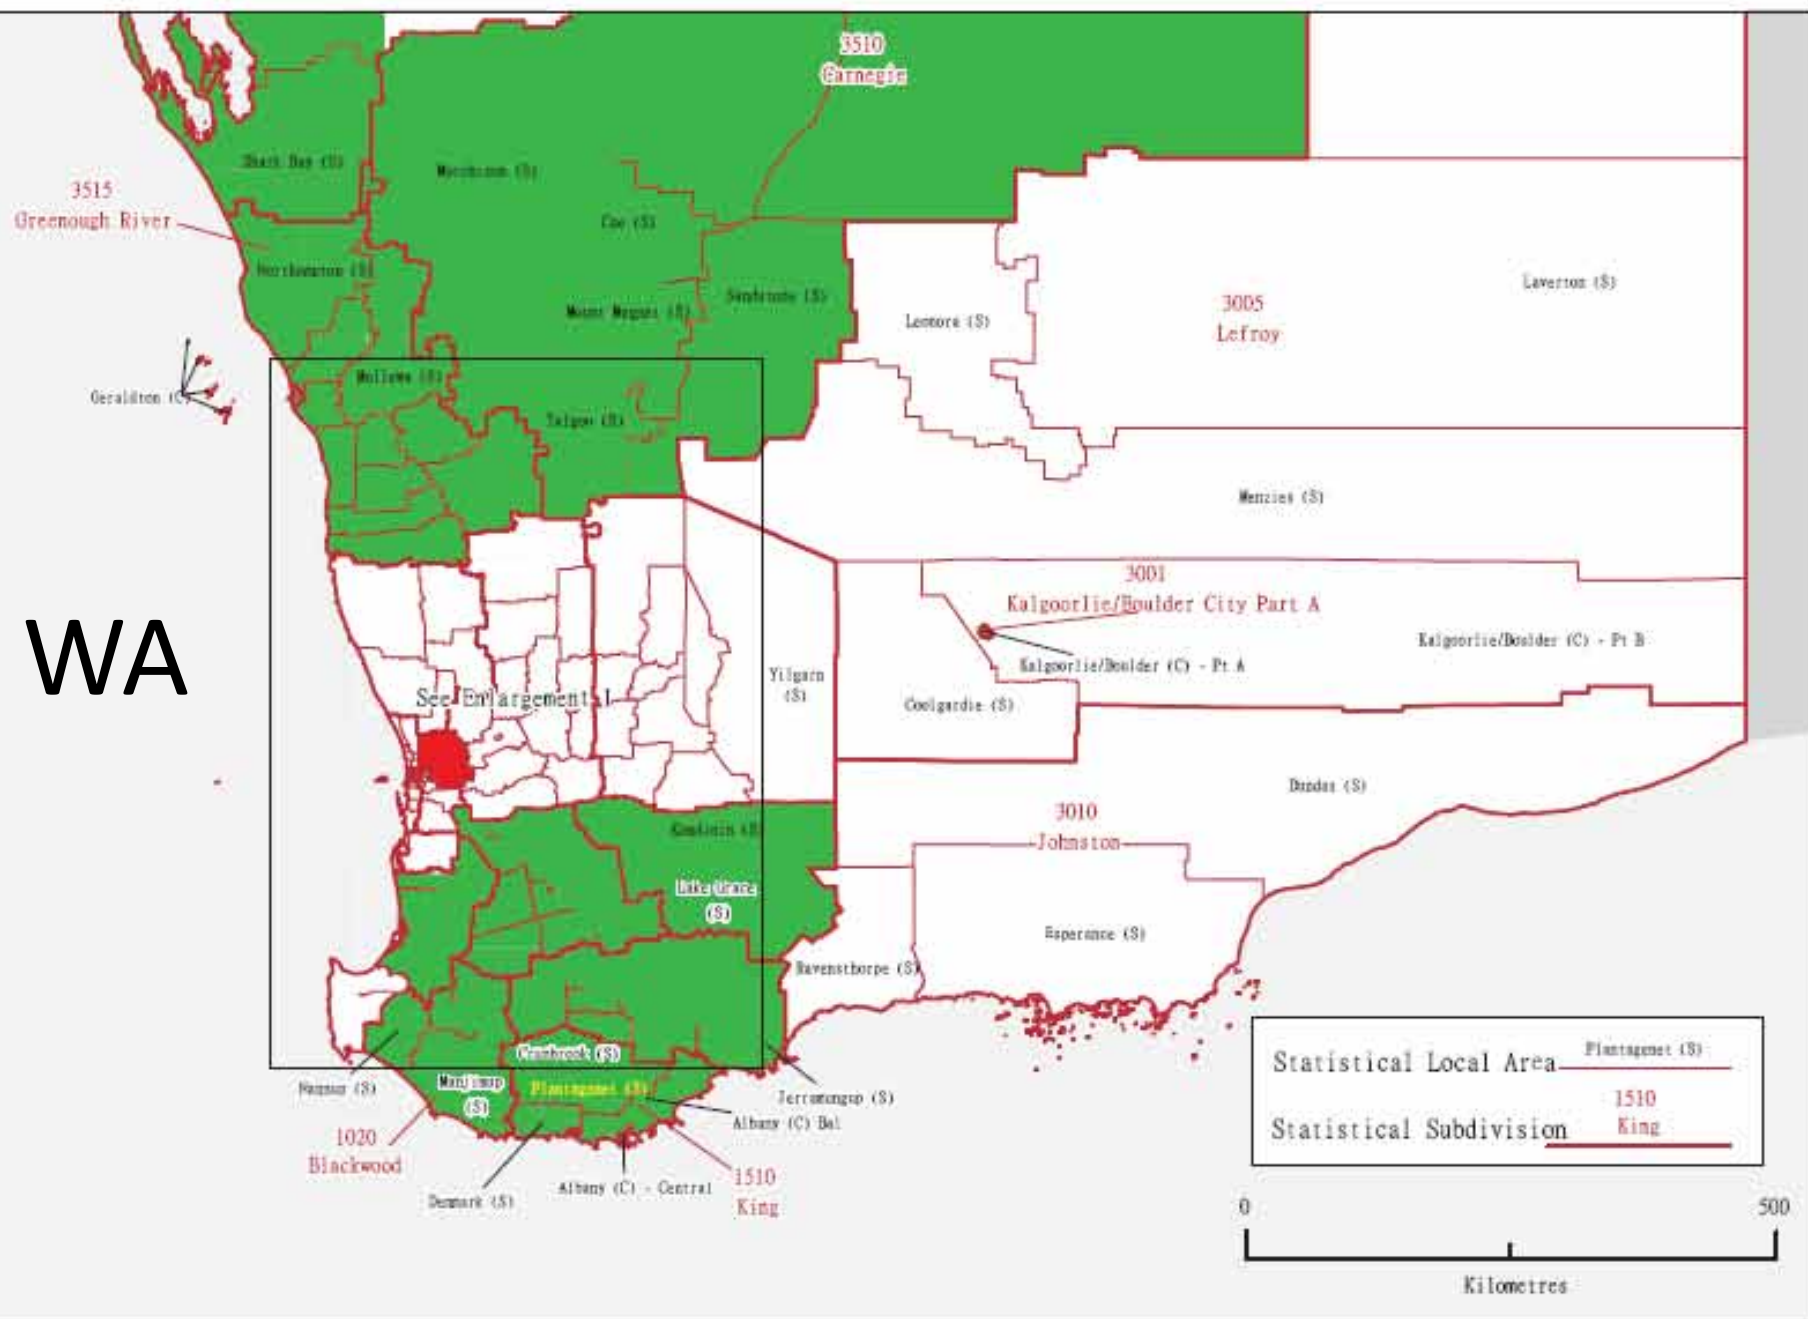 3510
Carnegie
Shark Bay (S)
Murchison (S)
3515
Greenough River
Cue (S)
Northampton (S)
Sandstone (S)
Laverton (S)
Mount Magnet (S)
Leonora (S)
3005
Lefroy
Mullewa (S)
Geraldton (C)
Yalgoo (S)
Menzies (S)
3001
Kalgoorlie/Boulder City Part A
WA
Kalgoorlie/Boulder (C) - Pt B
Kalgoorlie/Boulder (C) - Pt A
Yilgarn
(S)
See Enlargement 1
Coolgardie (S)
Dundas (S)
3010
Johnston
Kondinin (S)
Lake Grace
(S)
Esperance (S)
Ravensthorpe (S)
Cranbrook (S)
Nannup (S)
Manjimup
(S)
Plantagenet (S)
Jerramungup (S)
Albany (C) Bal
1020
Blackwood
Denmark (S)
Albany (C) - Central
1510
King
Statistical Local Area
Plantagenet (S)
Statistical Subdivision
1510
King
0
500
Kilometres